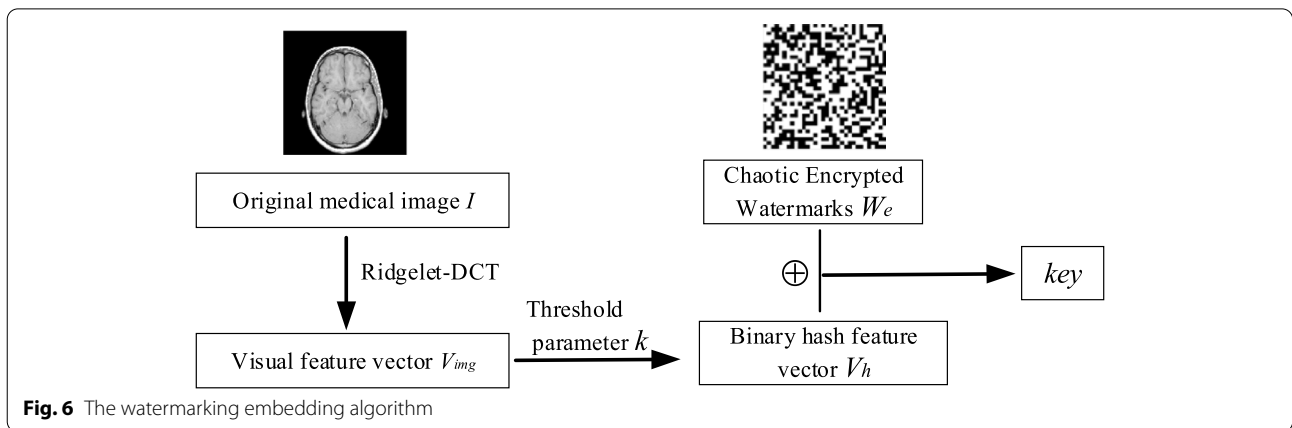 Original medical image I
Ridgelet-DCT
Visual feature vector Vimg
Threshold
parameter k
Chaotic Encrypted
Watermarks We
⊕
key
Binary hash feature
vector Vh
Fig. 6 The watermarking embedding algorithm